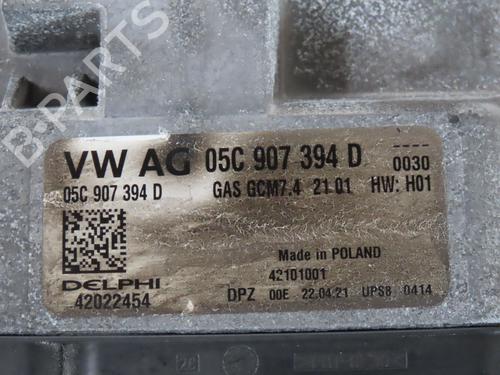 VW AG 05C 907 394 D
05C 907 394 D GAS GCM7.4 21 01
----
0030
HW: H01
Made in POLAND
42101001
DELPHI
42022454
DPZ 00E 22.04.21 UPS8 0414
B-PARTS